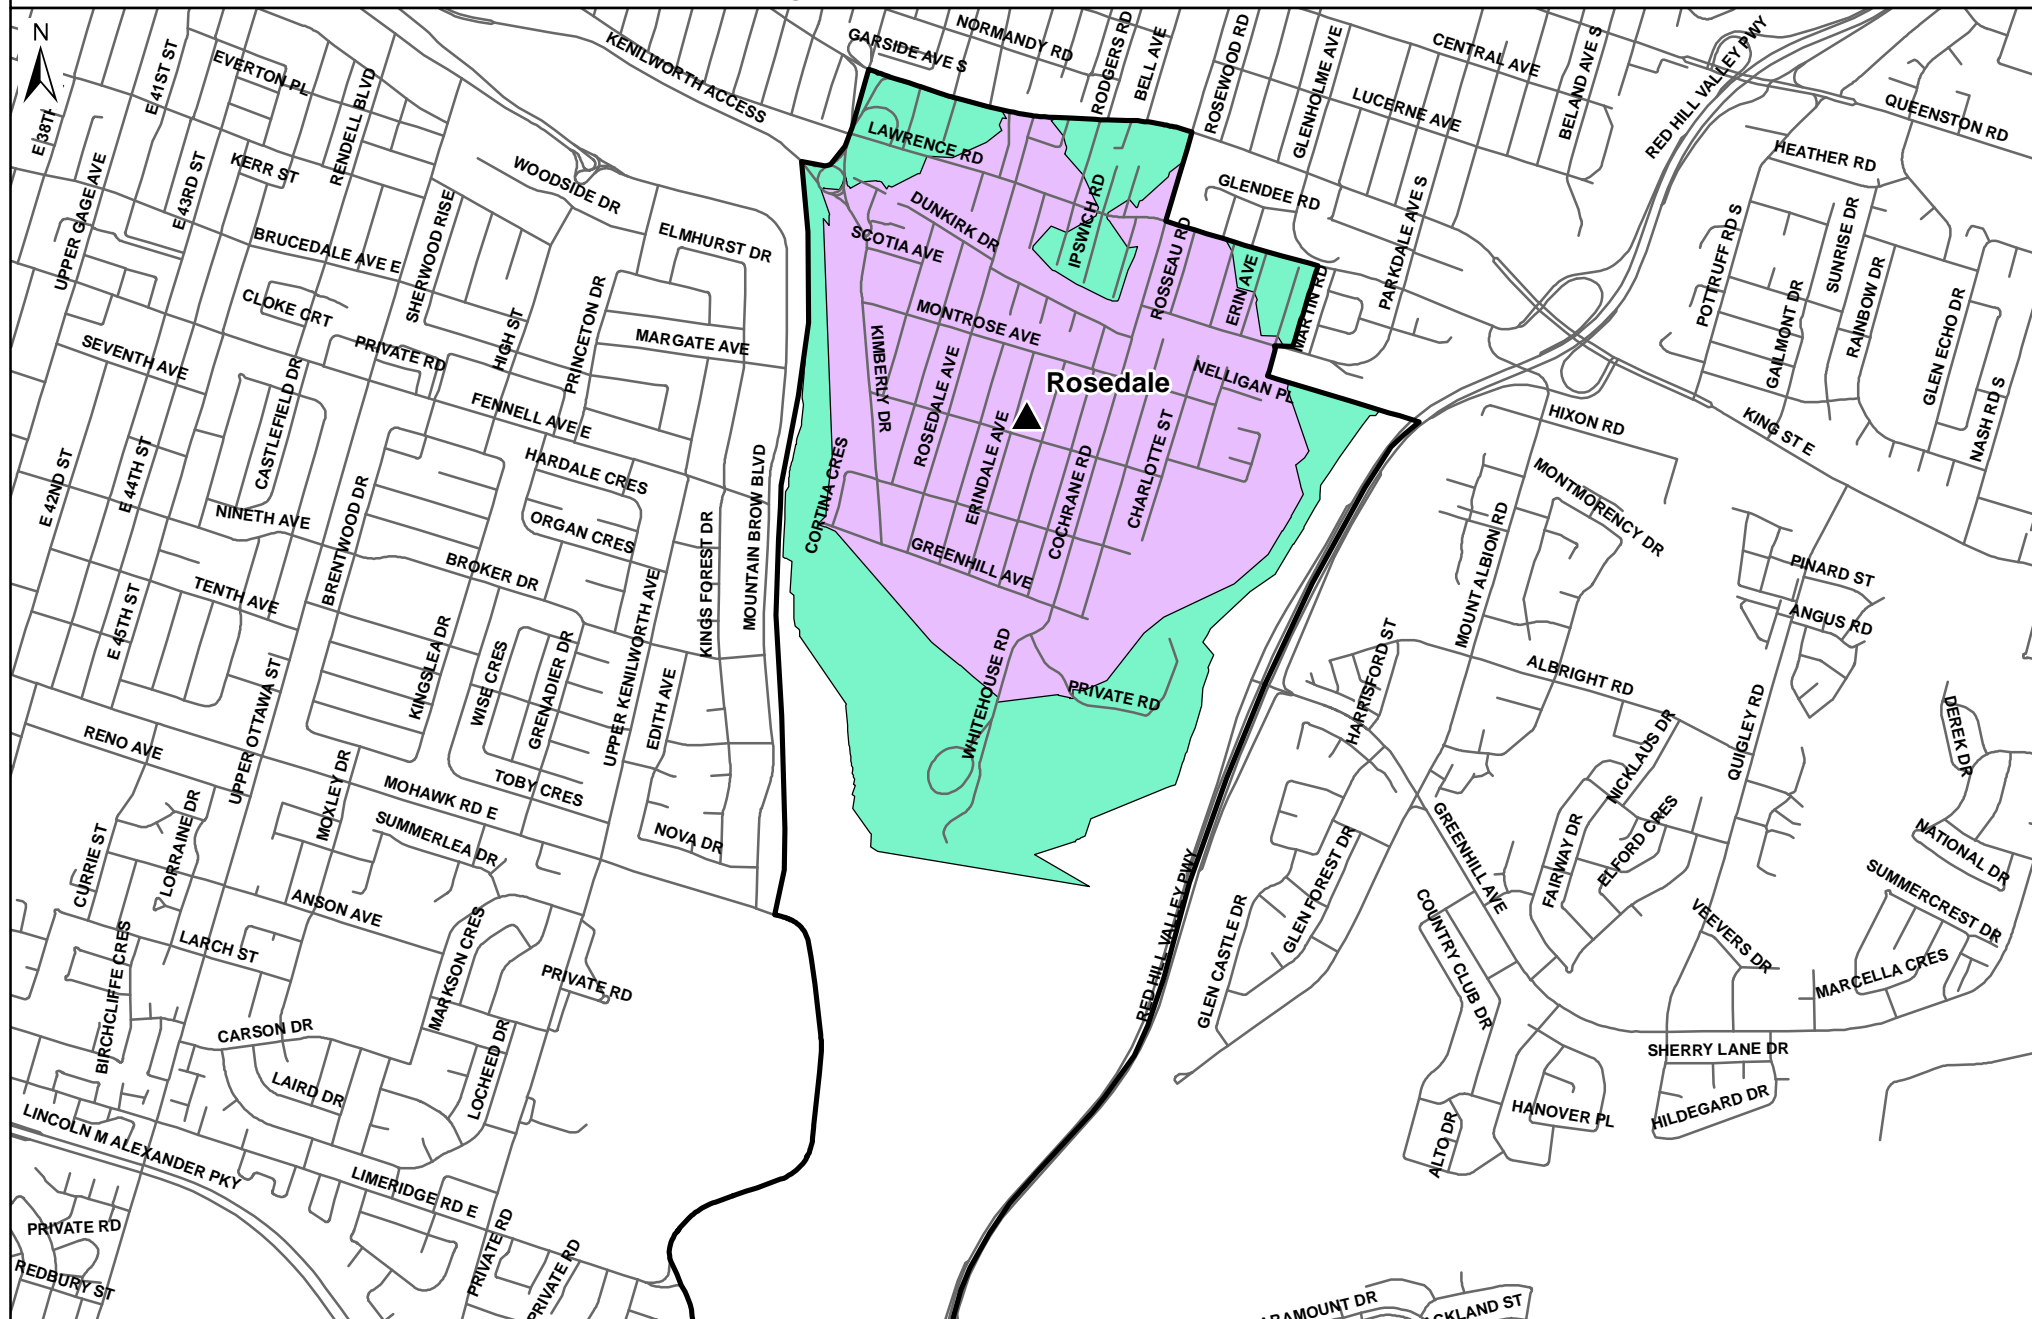 N
KENILWORTH ACCESS
GARSIDE AVE S
NORMANDY RD
RODGERS RD
BELL AVE
ROSEWOOD RD
GLENHOLME AVE
CENTRAL AVE
LUCERNE AVE
BELAND AVE S
RED HILL VALLEY PWY
QUEENSTON RD
HEATHER RD
E 38TH
E 41ST ST
EVERTON PL
RENDELL BLVD
UPPER GAGE AVE
E 43RD ST
KERR ST
WOODSIDE DR
BRUCEDALE AVE E
SHERWOOD RISE
ELMHURST DR
LAWRENCE RD
DUNKIRK DR
SCOTIA AVE
IPSWICH RD
ROSSEAU RD
GLENDEE RD
ERIN AVE
MARTIN RD
PARKDALE AVE S
POTTRUFF RD S
SUNRISE DR
GAILMONT DR
RAINBOW DR
GLEN ECHO DR
NASH RD S
CLOKE CRT
PRIVATE RD
HIGH ST
PRINCETON DR
MARGATE AVE
SEVENTH AVE
CASTLEFIELD DR
FENNELL AVE E
MONTROSE AVE
KIMBERLY DR
ROSEDALE AVE
Rosedale
NELLIGAN PL
ERINDALE AVE
COCHRANE RD
CHARLOTTE ST
HIXON RD
KING ST E
MONTMORENCY DR
MOUNT ALBION RD
E 42ND ST
E 44TH ST
NINETH AVE
BRENTWOOD DR
HARDALE CRES
ORGAN CRES
BROKER DR
KINGS FOREST DR
MOUNTAIN BROW BLVD
CORTINA CRES
GREENHILL AVE
PINARD ST
ANGUS RD
TENTH AVE
E 45TH ST
UPPER OTTAWA ST
KINGSLEA DR
WISE CRES
GRENADIER DR
UPPER KENILWORTH AVE
EDITH AVE
WHITEHOUSE RD
PRIVATE RD
HARRISFORD ST
ALBRIGHT RD
QUIGLEY RD
NICKLAUS DR
DEREK DR
RENO AVE
MOXLEY DR
MOHAWK RD E
TOBY CRES
SUMMERLEA DR
NOVA DR
LORRAINE DR
CURRIE ST
ANSON AVE
LARCH ST
BIRCHCLIFFE CRES
MARKSON CRES
PRIVATE RD
RED HILL VALLEY PWY
GLEN CASTLE DR
GLEN FOREST DR
GREENHILL AVE
COUNTRY CLUB DR
FAIRWAY DR
ELFORD CRES
VEEVERS DR
NATIONAL DR
SUMMERCREST DR
MARCELLA CRES
CARSON DR
LAIRD DR
LOCHEED DR
SHERRY LANE DR
HILDEGARD DR
HANOVER PL
ALTO DR
LINCOLN M ALEXANDER PKY
LIMERIDGE RD E
PRIVATE RD
REDBURY ST
PRIVATE RD
PRIVATE RD
ARAMOUNT DR
CKLAND ST